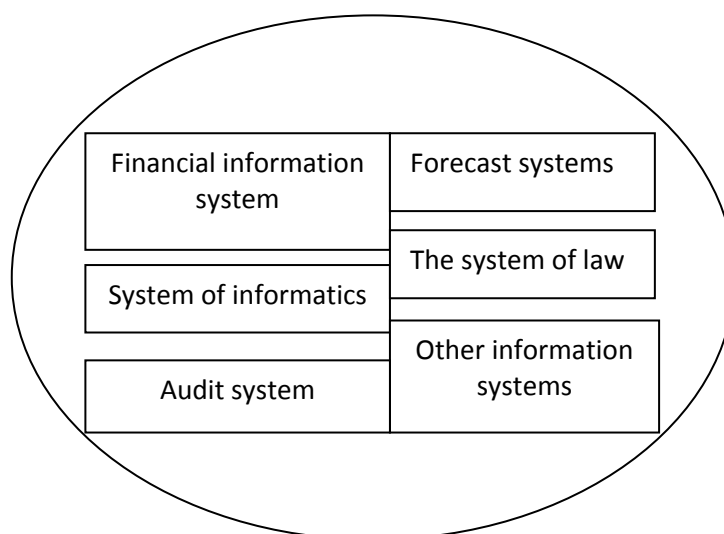 Financial information
system
System of informatics
Audit system
Forecast systems
The system of law
Other information
systems